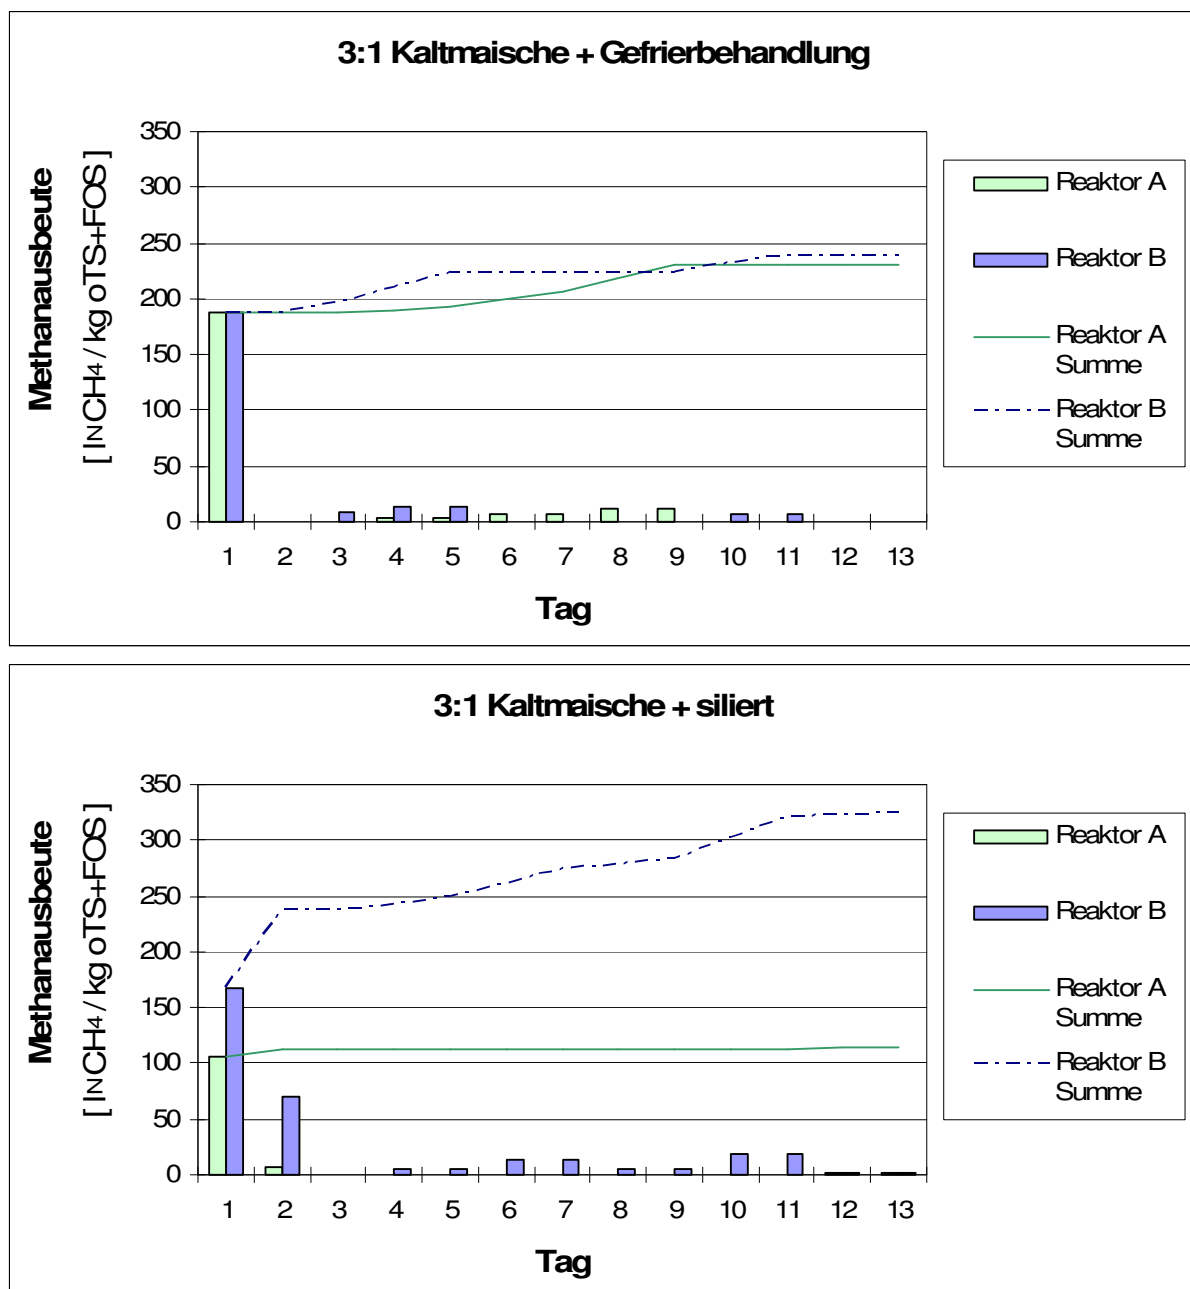 3:1 Kaltmaische + Gefrierbehandlung
Methanausbeute
[ lNCH4 / kg oTS+FOS ]
350
300
250
200
150
100
50
0
1 2 3 4 5 6 7 8 9 10 11 12 13
Tag
Reaktor A
Reaktor B
Reaktor A
Summe
Reaktor B
Summe
3:1 Kaltmaische + siliert
Methanausbeute
[ lNCH4 / kg oTS+FOS ]
350
300
250
200
150
100
50
0
1 2 3 4 5 6 7 8 9 10 11 12 13
Tag
Reaktor A
Reaktor B
Reaktor A
Summe
Reaktor B
Summe